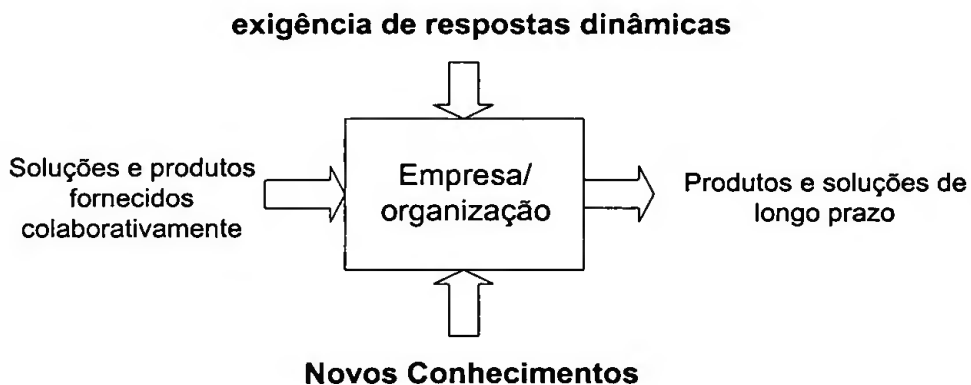 exigência de respostas dinâmicas
Soluções e produtos
fornecidos
colaborativamente
Empresa/
organização
Produtos e soluções de
longo prazo
Novos Conhecimentos